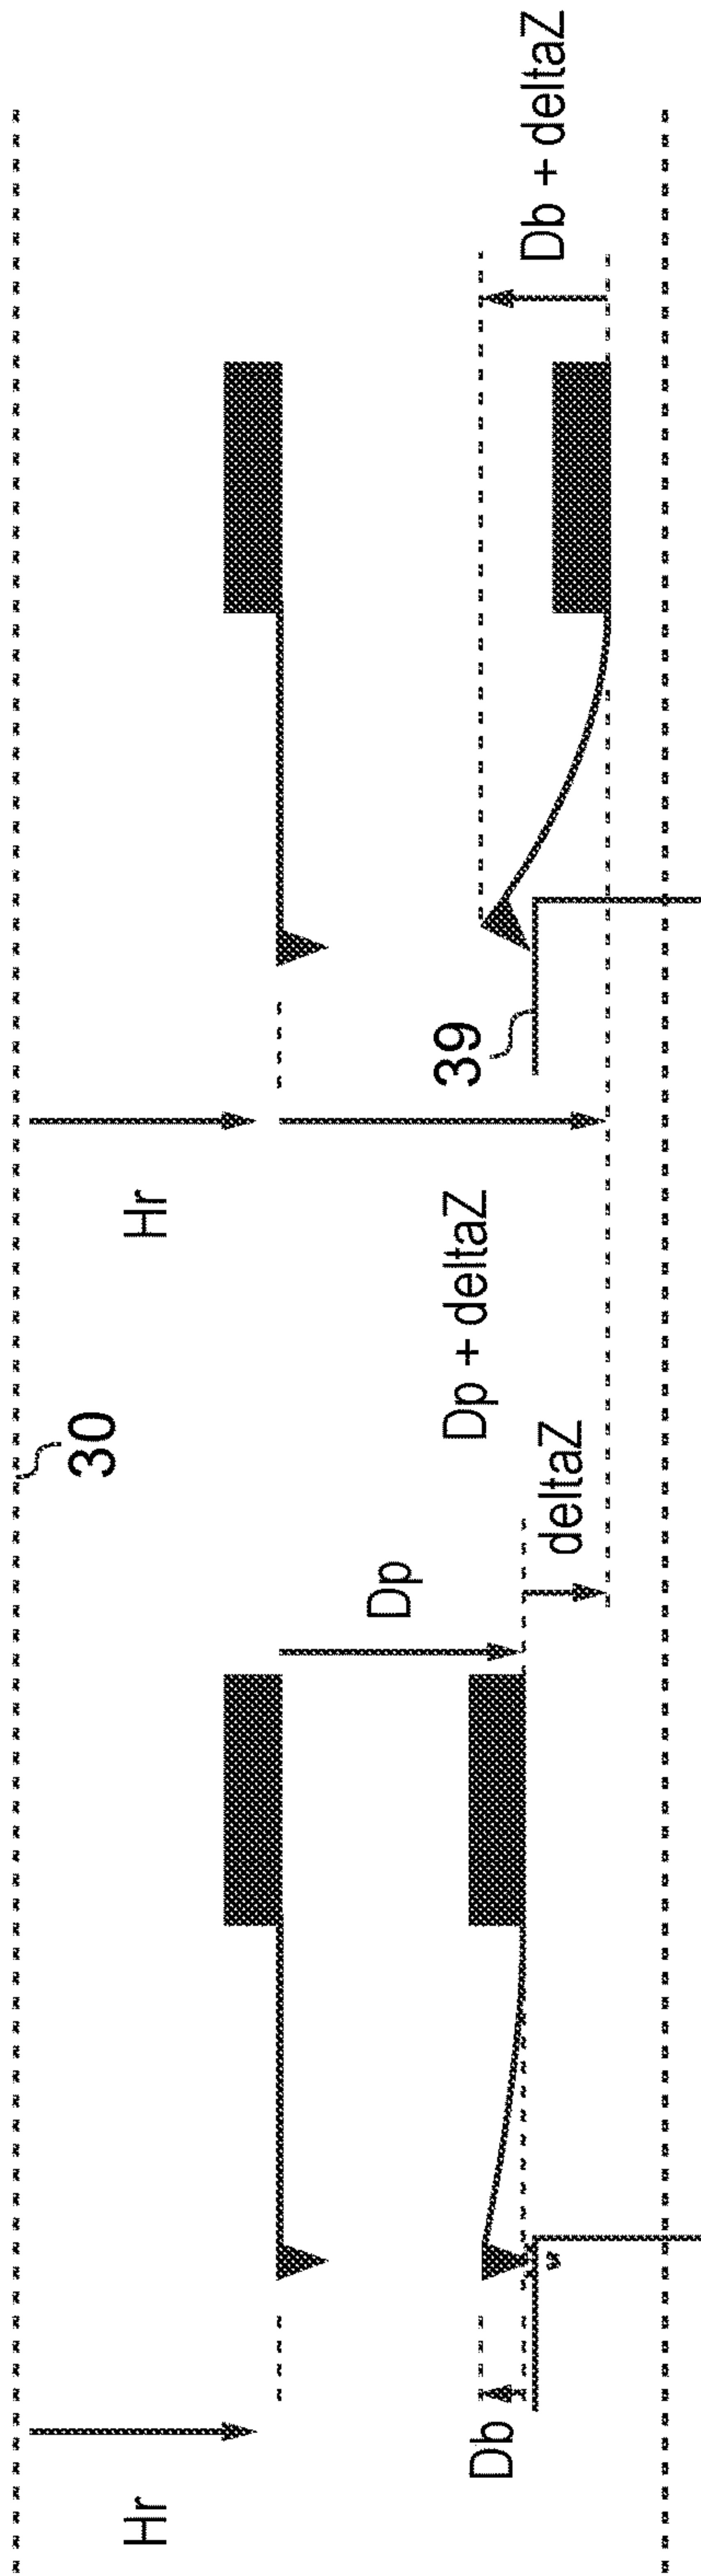 Hr
Db
Dp
deltaZ
30
Dp + deltaZ
Hr
39
Db + deltaZ